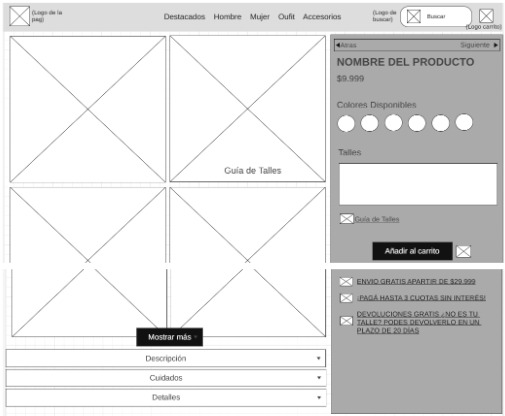 (Logo de la
pag)
Destacados Hombre Mujer Oufit Accesorios
(Logo de
buscar)
Buscar
(Logo carrito)
Atras Siguiente
NOMBRE DEL PRODUCTO
$9.999
Colores Disponibles
Talles
Guía de Talles
Guía de Talles
Añadir al carrito
ENVIO GRATIS APARTIR DE $29.999
¡PAGÁ HASTA 3 CUOTAS SIN INTERÉS!
DEVOLUCIONES GRATIS ¿NO ES TU
TALLE? PODES DEVOLVERLO EN UN
PLAZO DE 20 DIAS
Mostrar más
Descripción
Cuidados
Detalles